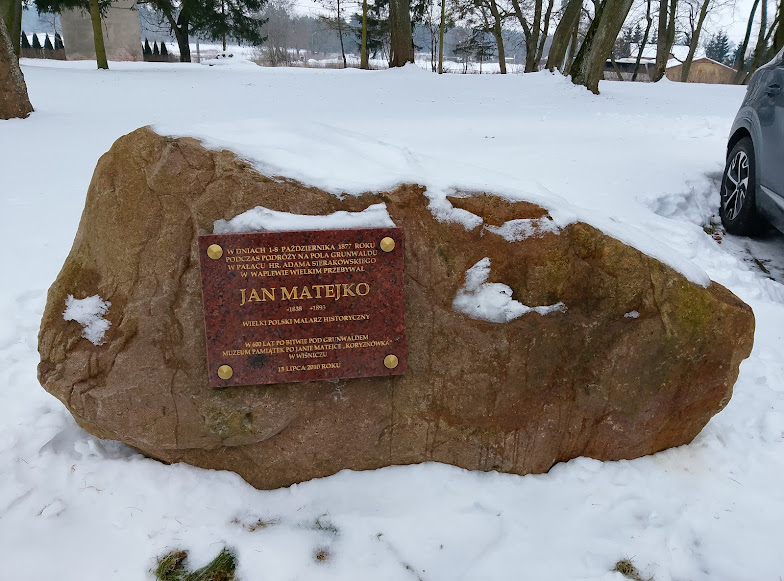 W DNIACH 1-8 PAŹDZIERNIKA 1877 ROKU
PODCZAS PODRÓŻY NA POLA GRUNWALDU
W PAŁACU HR. ADAMA SIERAKOWSKIEGO
W WAPLEWIE WIELKIM PRZEBYWAŁ
JAN MATEJKO
*1838 +1893
WIELKI POLSKI MALARZ HISTORYCZNY
W 600 LAT PO BITWIE POD GRUNWALDEM
MUZEUM PAMIĄTEK PO JANIE MATEJCE „KORYZNÓWKA”
W WIŚNICZU
15 LIPCA 2010 ROKU